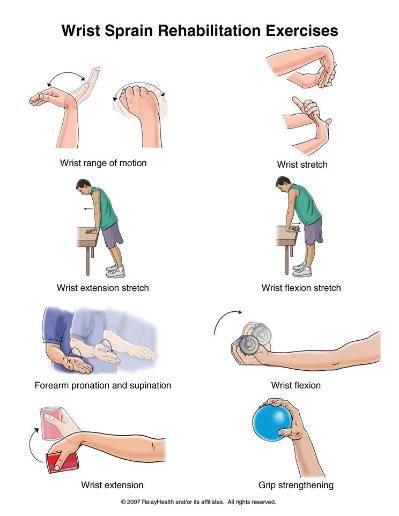 Wrist Sprain Rehabilitation Exercises
Wrist range of motion
Wrist stretch
Wrist extension stretch
Wrist flexion stretch
Forearm pronation and supination
Wrist flexion
Wrist extension
Grip strengthening
© 2007 RelayHealth and/or its affiliates. All rights reserved.